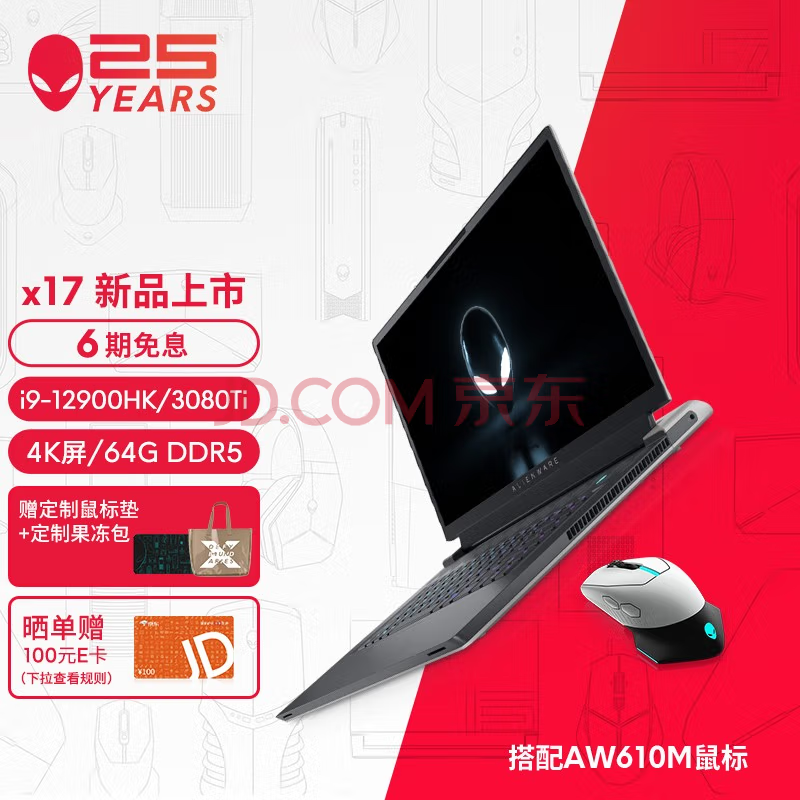 25
YEARS
x17 新品上市
6期免息
i9-12900HK/3080Ti
4K屏/64G DDR5
赠定制鼠标垫
+定制果冻包
晒单赠
100元E卡
(下拉查看规则)
¥100
JD
JD.COM 京东
ALIENWARE
搭配AW610M鼠标